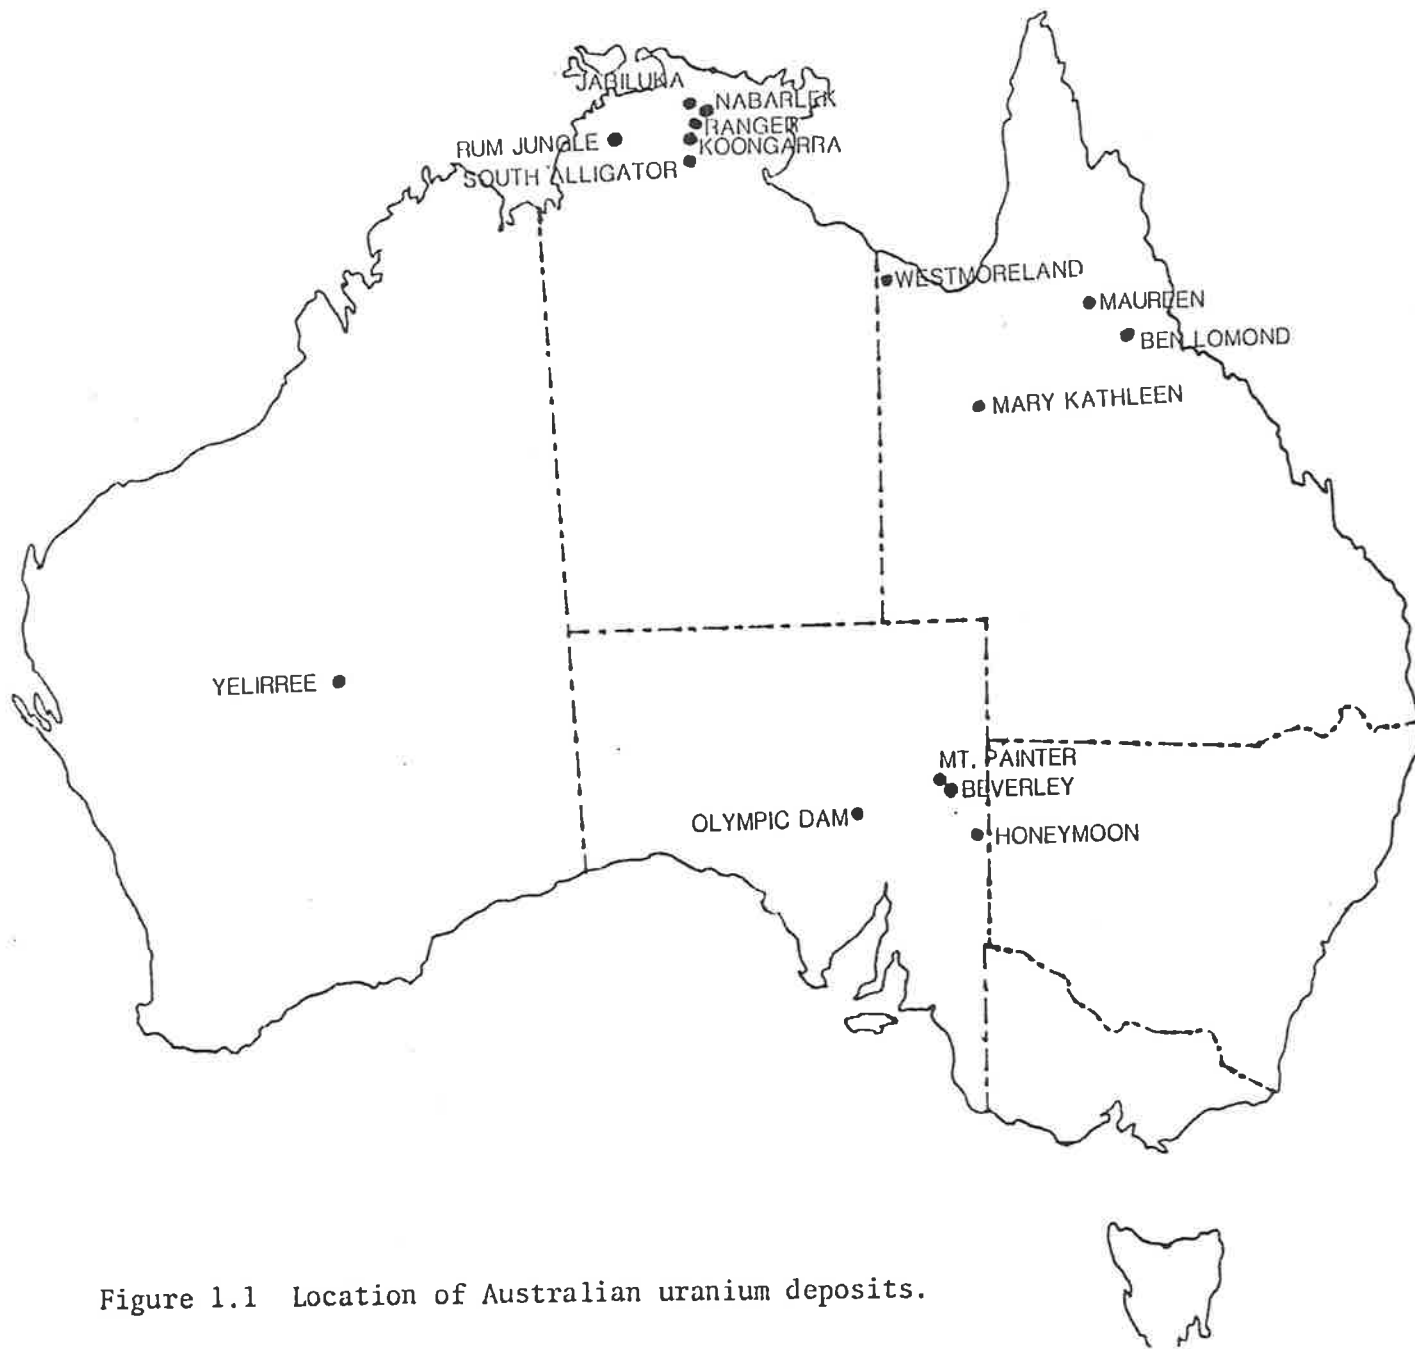 JABILUKA
NABARLEK
RANGER
RUM JUNGLE
KOONGARRA
SOUTH ALLIGATOR
WESTMORELAND
MAUREEN
BEN LOMOND
MARY KATHLEEN
YELIRREE
MT. PAINTER
BEVERLEY
OLYMPIC DAM
HONEYMOON
Figure 1.1 Location of Australian uranium deposits.